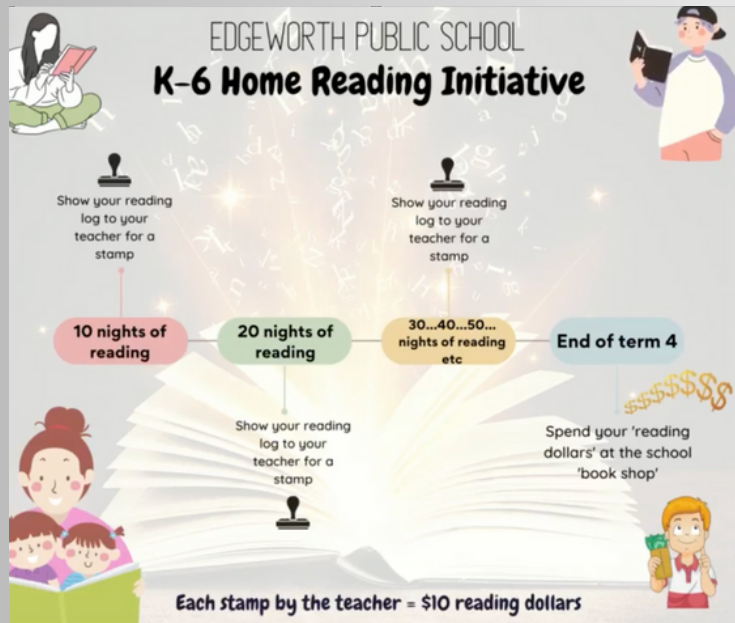 EDGEWORTH PUBLIC SCHOOL
K-6 Home Reading Initiative
Show your reading
log to your
teacher for a
stamp
Show your reading
log to your
teacher for a
stamp
10 nights of
reading
20 nights of
reading
30...40...50...
nights of reading
etc
End of term 4
Show your reading
log to your
teacher for a
stamp
$$$$$$$
Spend your 'reading
dollars' at the school
'book shop'
Each stamp by the teacher = $10 reading dollars